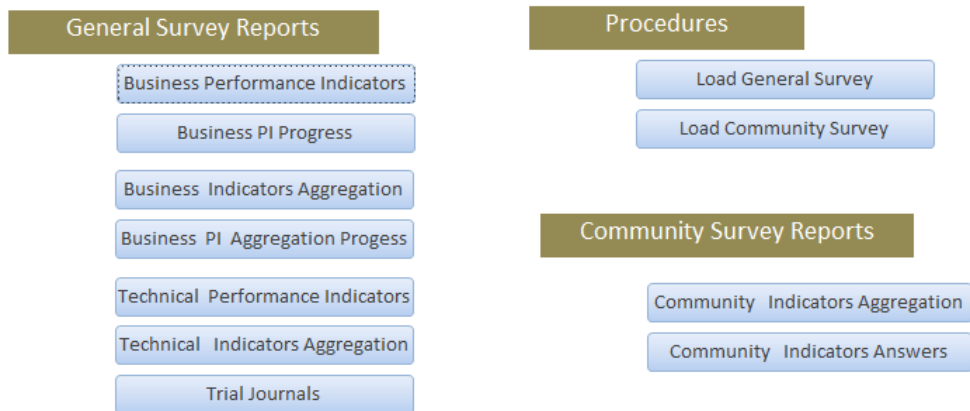 General Survey Reports
Business Performance Indicators
Business PI Progress
Business Indicators Aggregation
Business PI Aggregation Progess
Technical Performance Indicators
Technical Indicators Aggregation
Trial Journals
Procedures
Load General Survey
Load Community Survey
Community Survey Reports
Community Indicators Aggregation
Community Indicators Answers